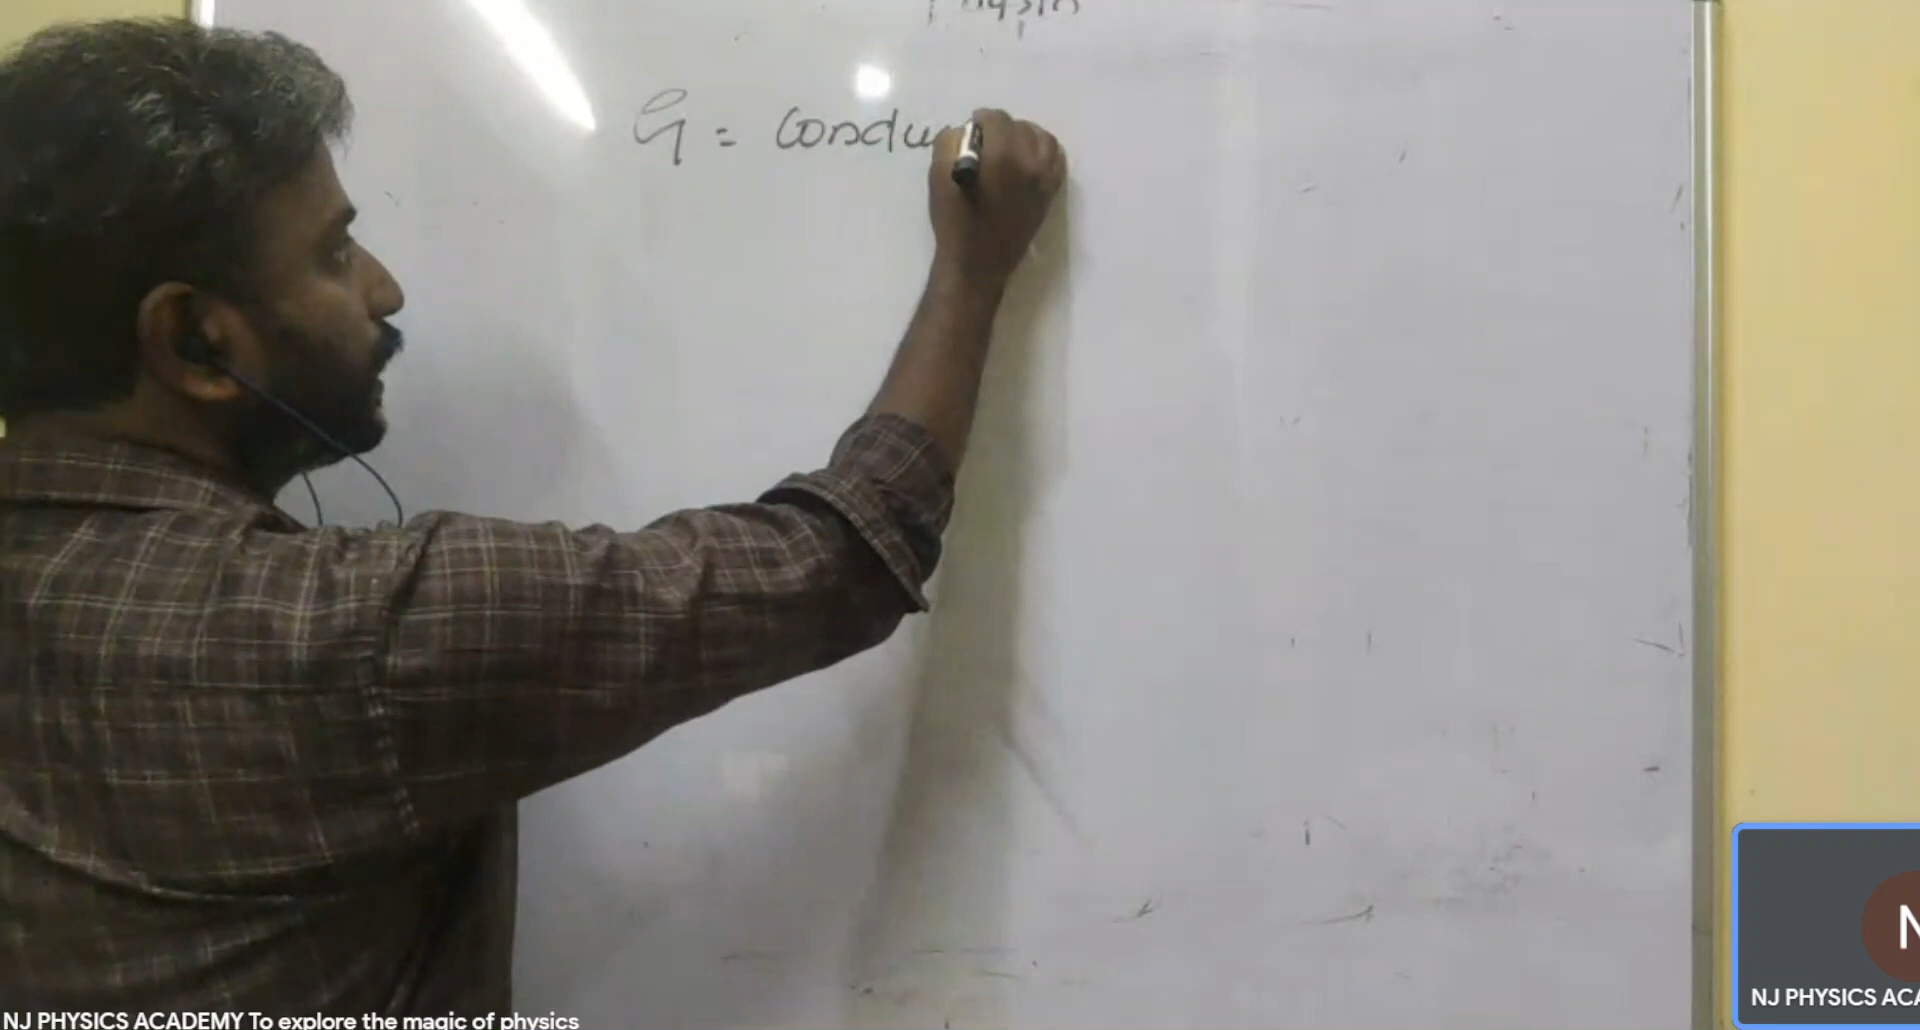 G = Condu
NJ PHYSICS ACADEMY To explore the magic of physics
N
NJ PHYSICS ACA